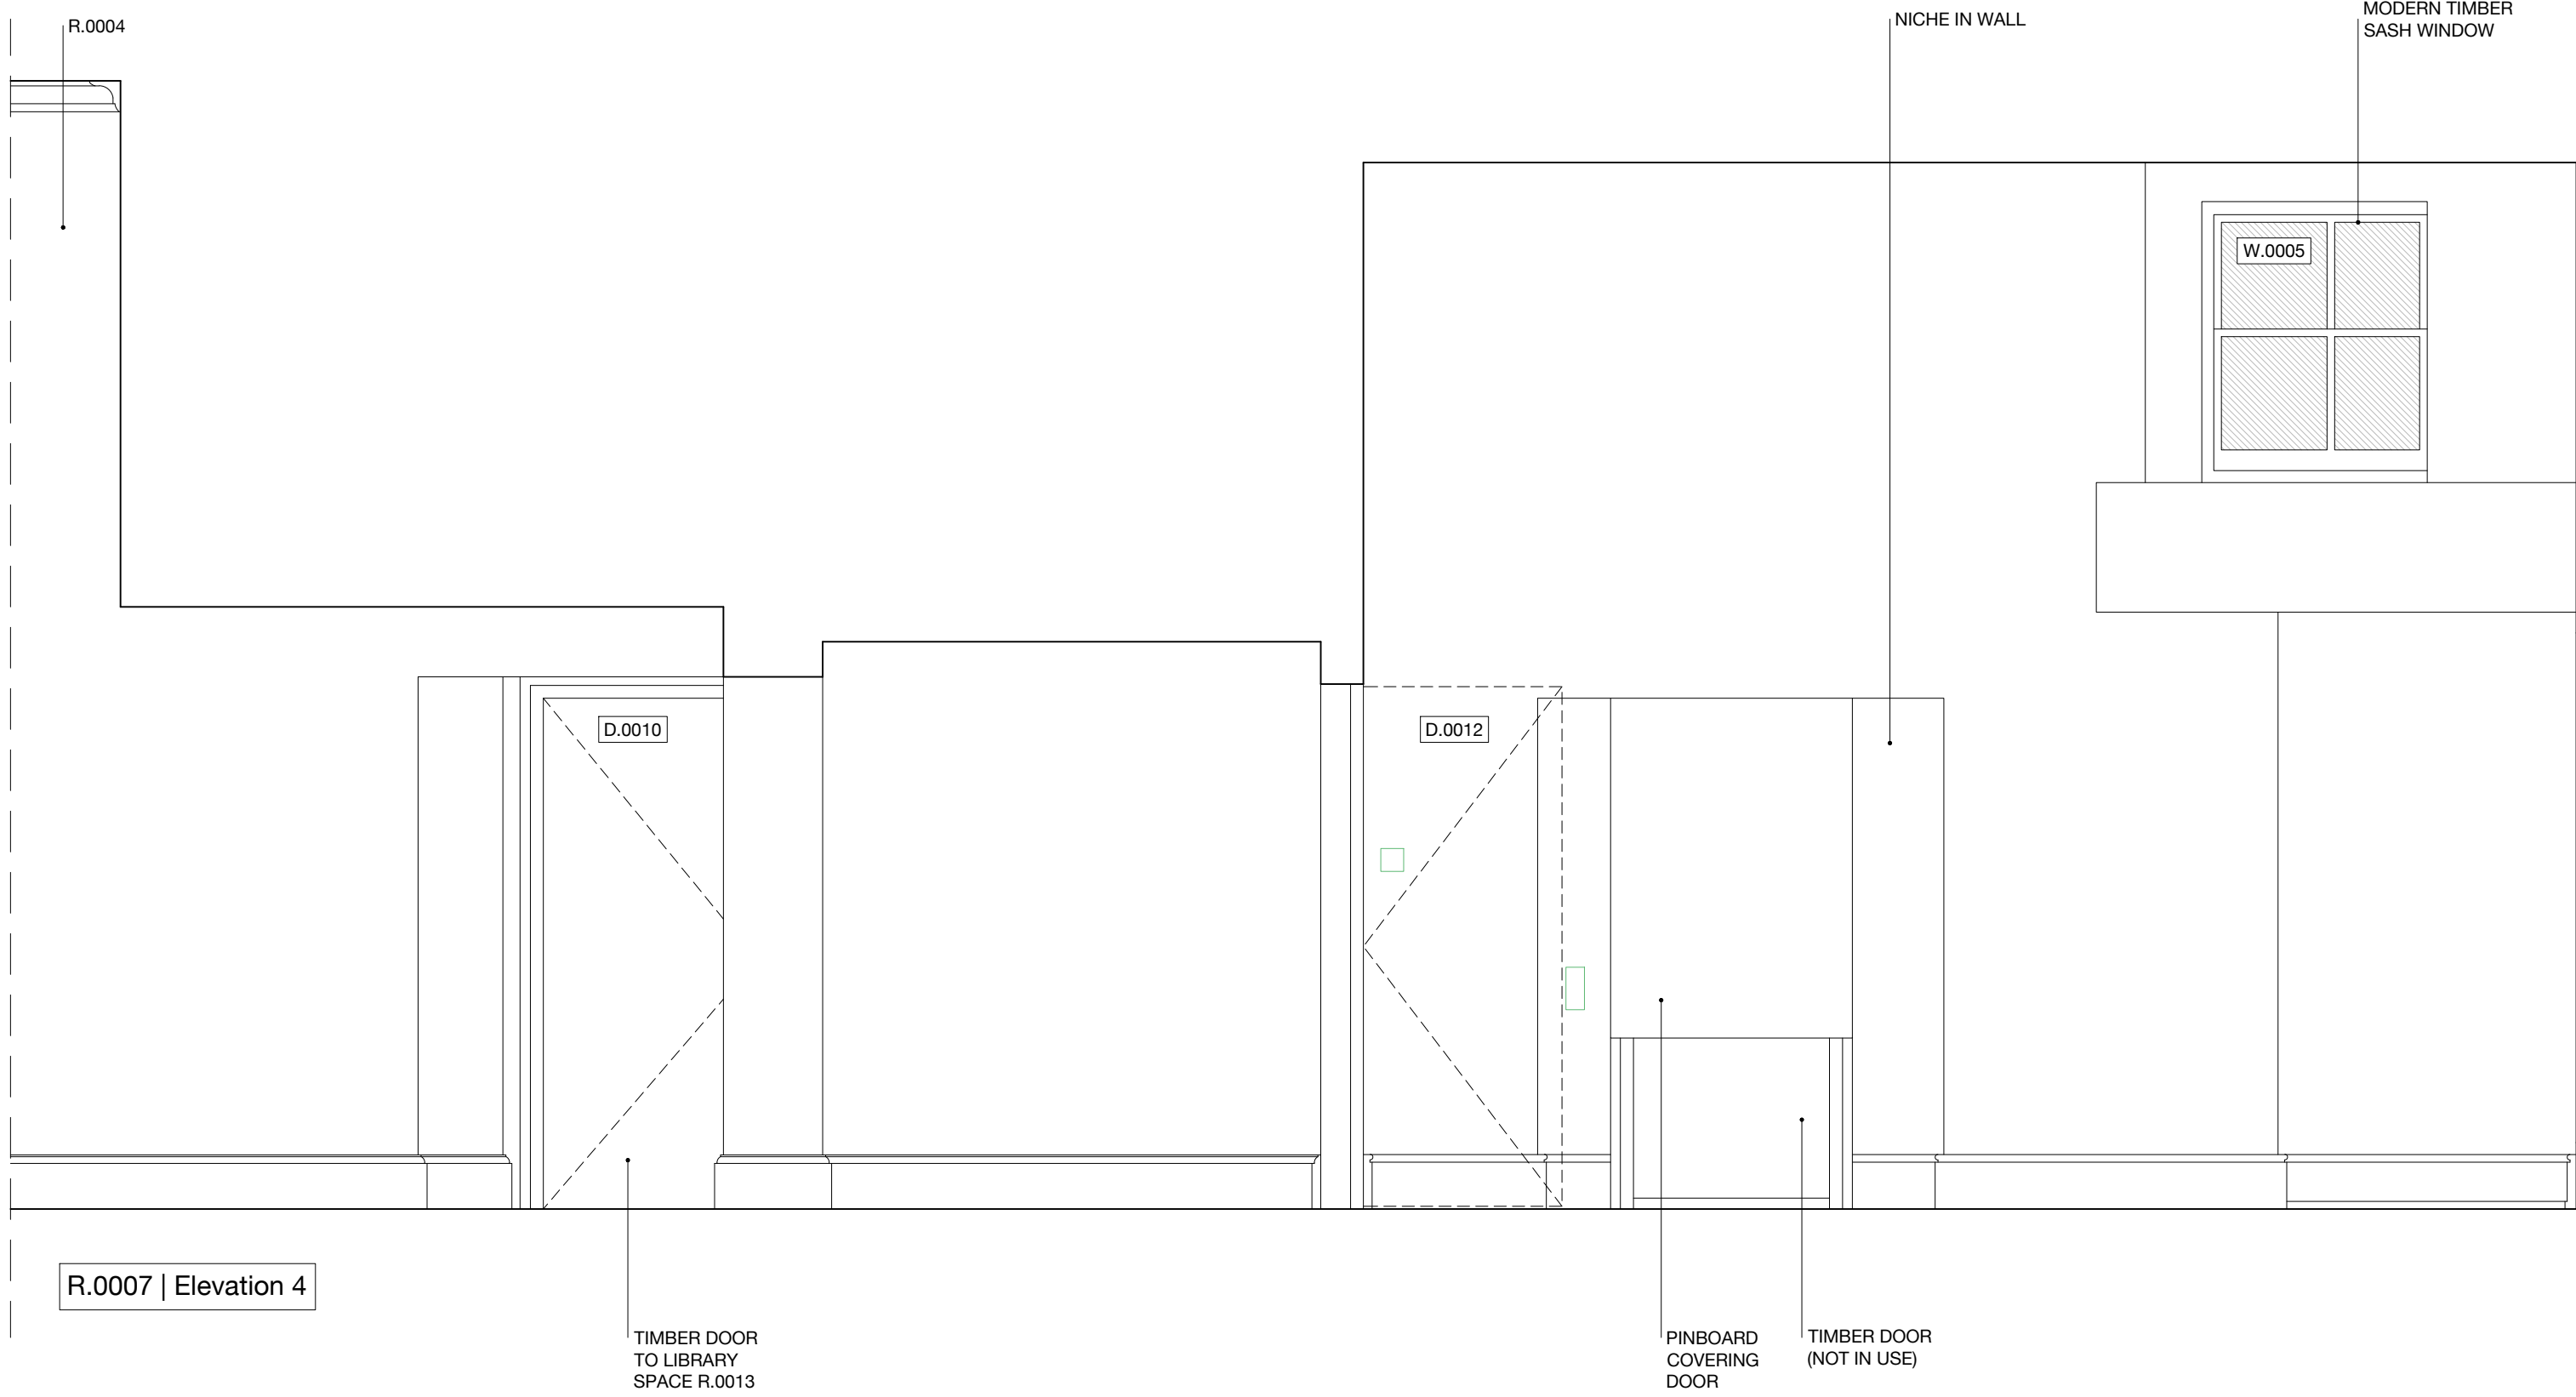 R.0004
NICHE IN WALL
MODERN TIMBER
SASH WINDOW
W.0005
D.0010
D.0012
R.0007 | Elevation 4
TIMBER DOOR
TO LIBRARY
SPACE R.0013
PINBOARD
COVERING
DOOR
TIMBER DOOR
(NOT IN USE)